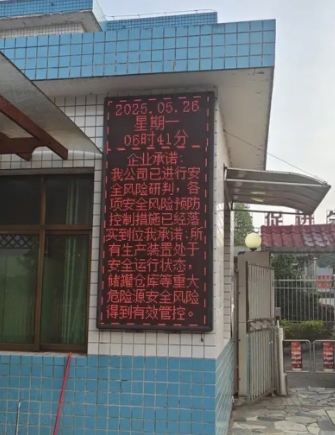 2025.05.26
星期一
06时41分
企业承诺:
我公司已进行安
全风险研判,各
项安全风险预防
控制措施已经落
实到位我承诺:所
有生产装置处于
安全运行状态,
储罐仓库等重大
危险源安全风险
得到有效管控。